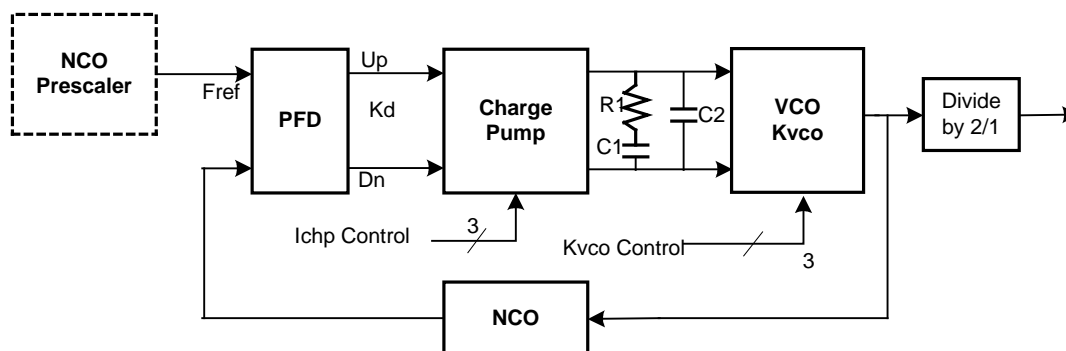 NCO
Prescaler
Fref
PFD
Up
Kd
Dn
Charge
Pump
R1
C1
C2
VCO
Kvco
Divide
by 2/1
Ichp Control
3
Kvco Control
3
NCO